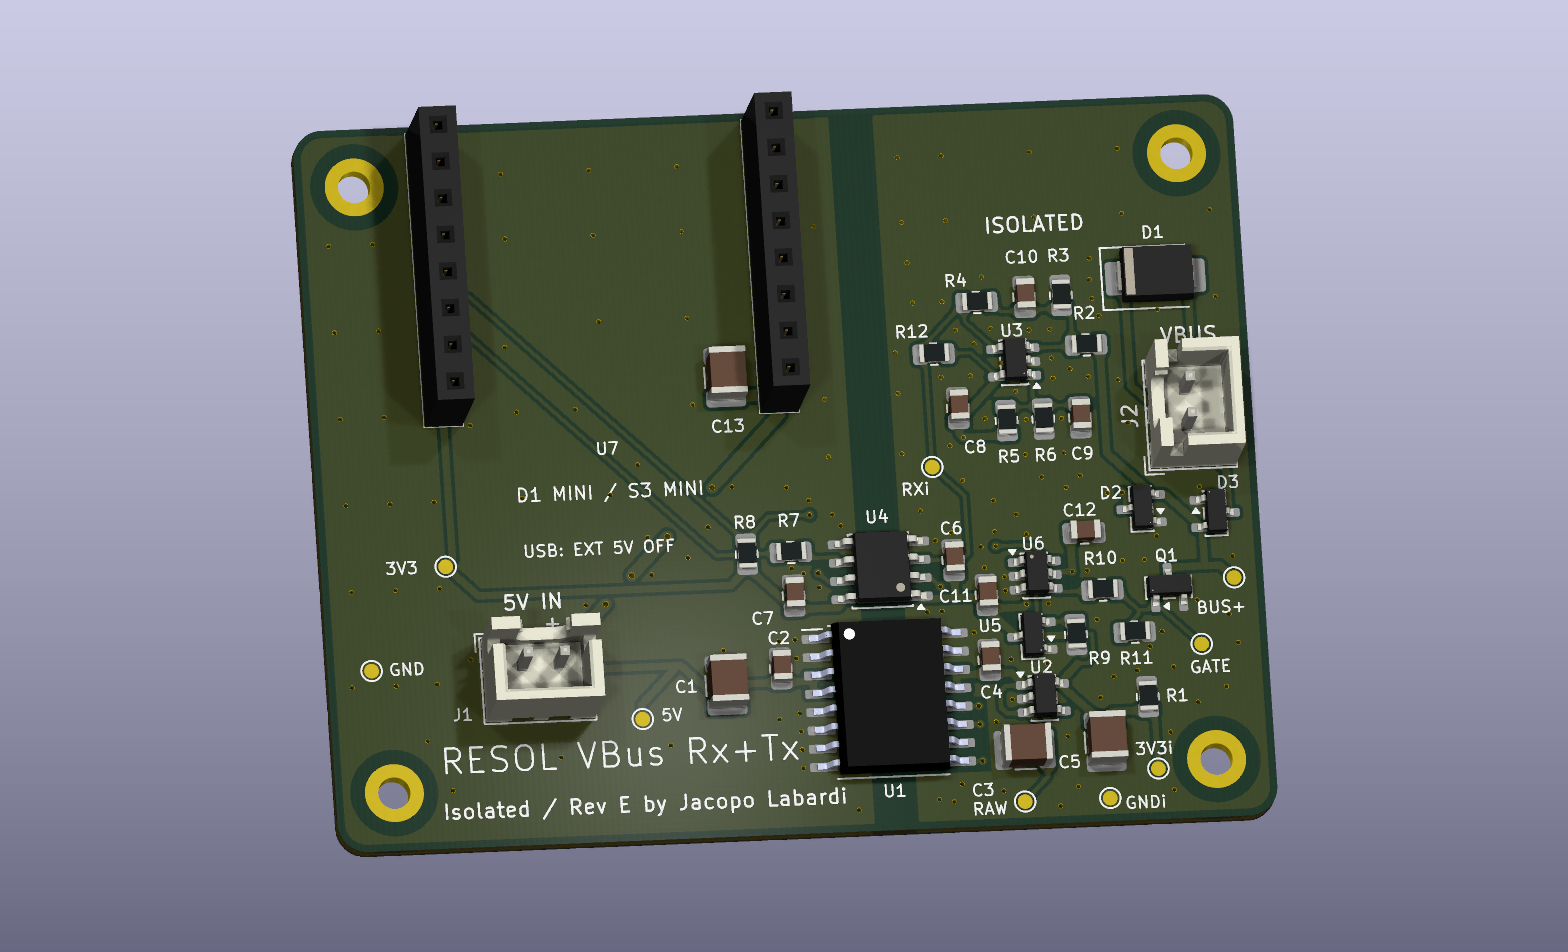 ISOLATED
D1
C10
R3
R4
R2
R12
U3
VBUS
J2
C13
C8
R5
R6
C9
U7
RXi
D1 MINI / S3 MINI
D2
D3
C12
U4
R8
R7
C6
USB: EXT 5V OFF
U6
R10
Q1
3V3
5V IN
+
C7
C11
U5
BUS+
GND
C2
C1
C4
U2
R9
R11
GATE
J1
5V
R1
RESOL VBus Rx+Tx
C5
3V3i
Isolated / Rev E by Jacopo Labardi
U1
C3
RAW
GNDi